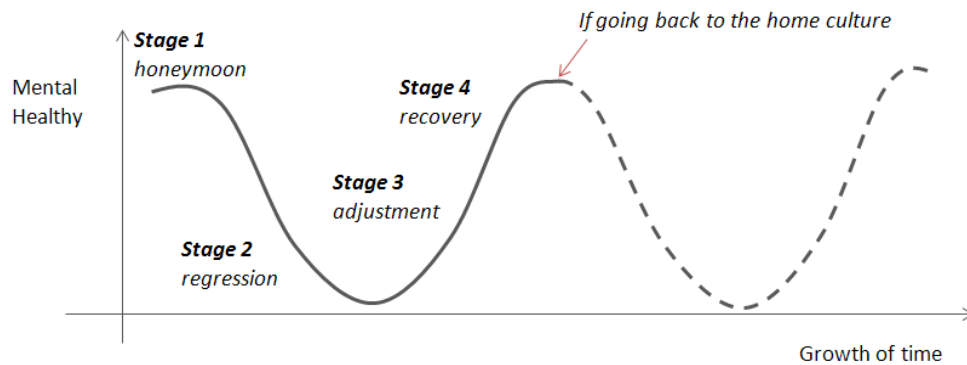 If going back to the home culture
Stage 1
honeymoon
Mental
Healthy
Stage 4
recovery
Stage 3
adjustment
Stage 2
regression
Growth of time